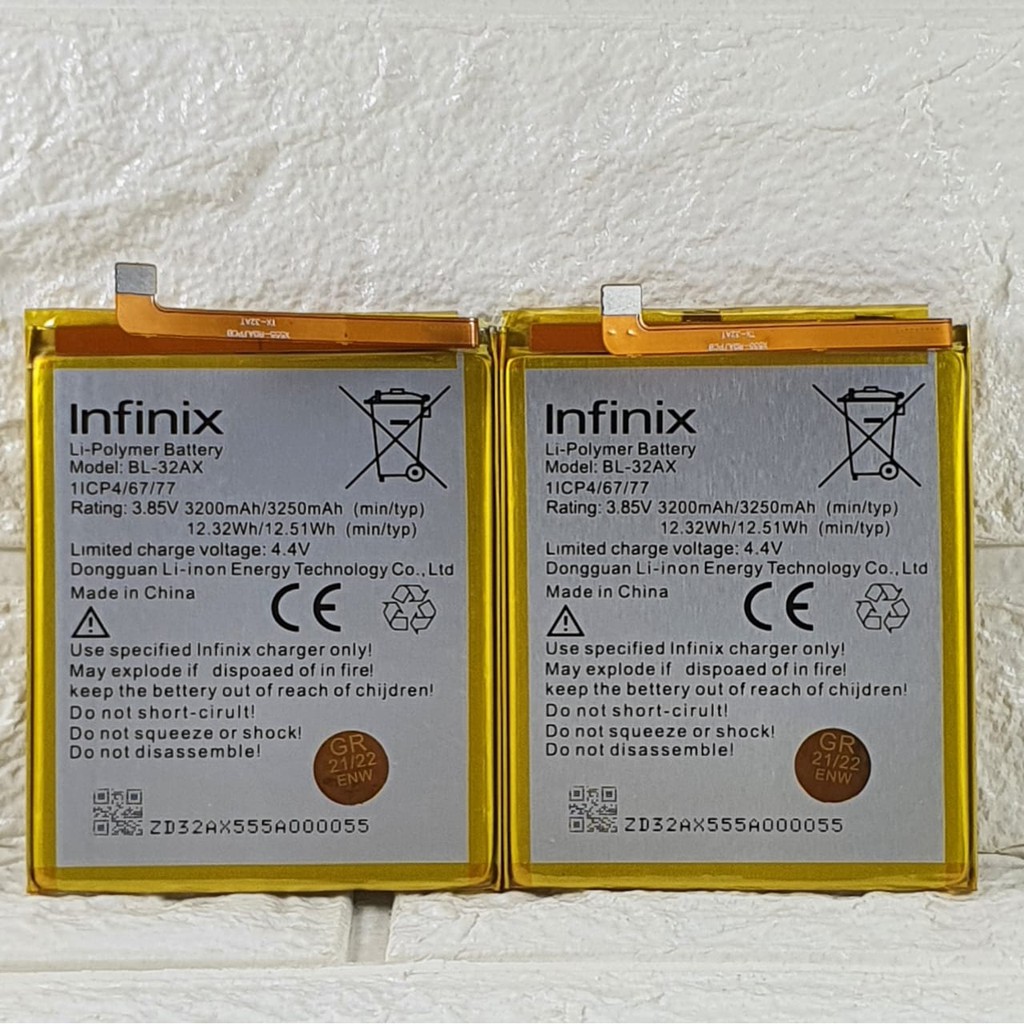 Infinix
Li-Polymer Battery
Model: BL-32AX
1ICP4/67/77
Rating: 3.85V 3200mAh/3250mAh (min/typ)
12.32Wh/12.51Wh (min/typ)
Limited charge voltage: 4.4V
Dongguan Li-inon Energy Technology Co., Ltd
Made in China
CE
Use specified Infinix charger only!
May explode if dispoaed of in fire!
keep the bettery out of reach of chijdren!
Do not short-cirult!
Do not squeeze or shock!
Do not disassemble!
GR
21/22
ENW
ZD32AX555A000055
Infinix
Li-Polymer Battery
Model: BL-32AX
1ICP4/67/77
Rating: 3.85V 3200mAh/3250mAh (min/typ)
12.32Wh/12.51Wh (min/typ)
Limited charge voltage: 4.4V
Dongguan Li-inon Energy Technology Co., Ltd
Made in China
CE
Use specified Infinix charger only!
May explode if dispoaed of in fire!
keep the bettery out of reach of chijdren!
Do not short-cirult!
Do not squeeze or shock!
Do not disassemble!
GR
21/22
ENW
ZD32AX555A000055